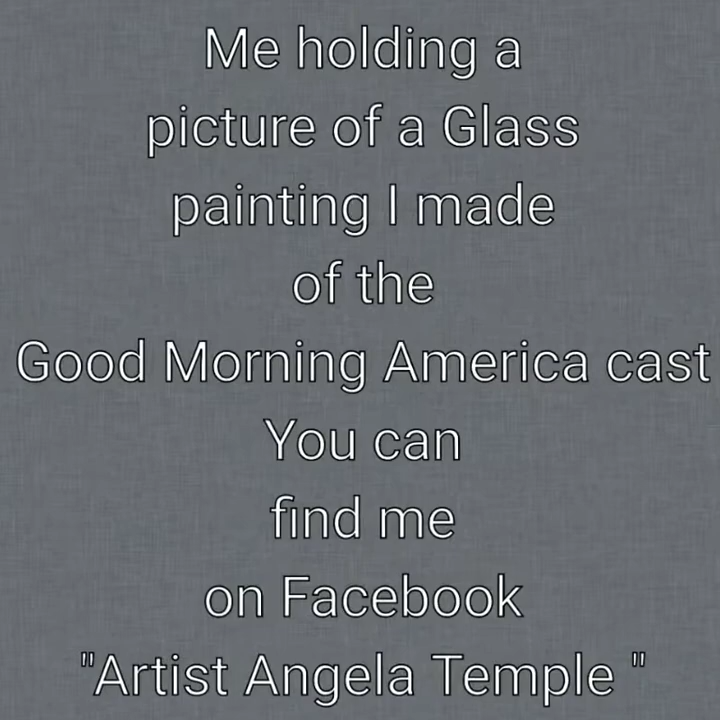 Me holding a
picture of a Glass
painting I made
of the
Good Morning America cast
You can
find me
on Facebook
"Artist Angela Temple "